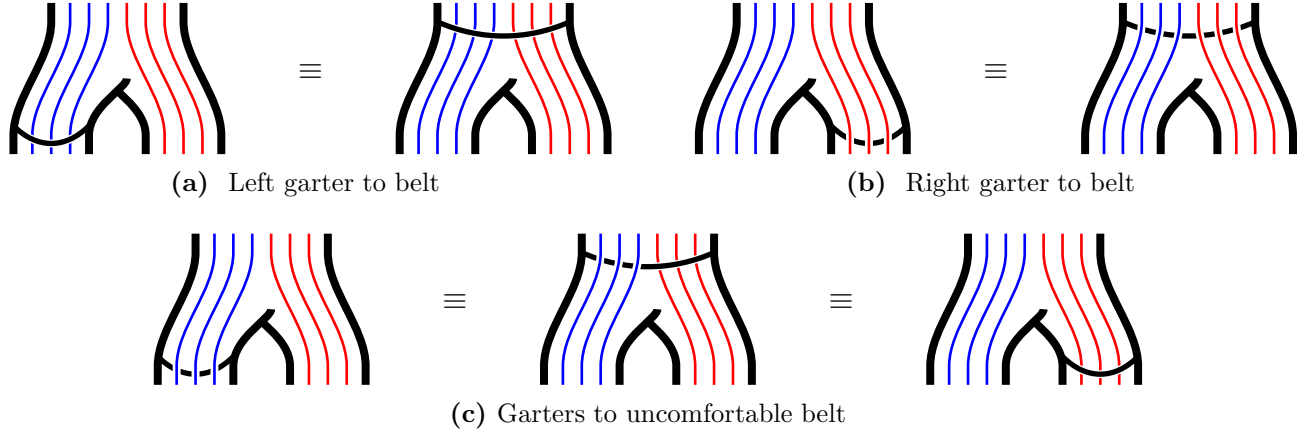 ≡ ≡
(a) Left garter to belt (b) Right garter to belt
≡ ≡
(c) Garters to uncomfortable belt